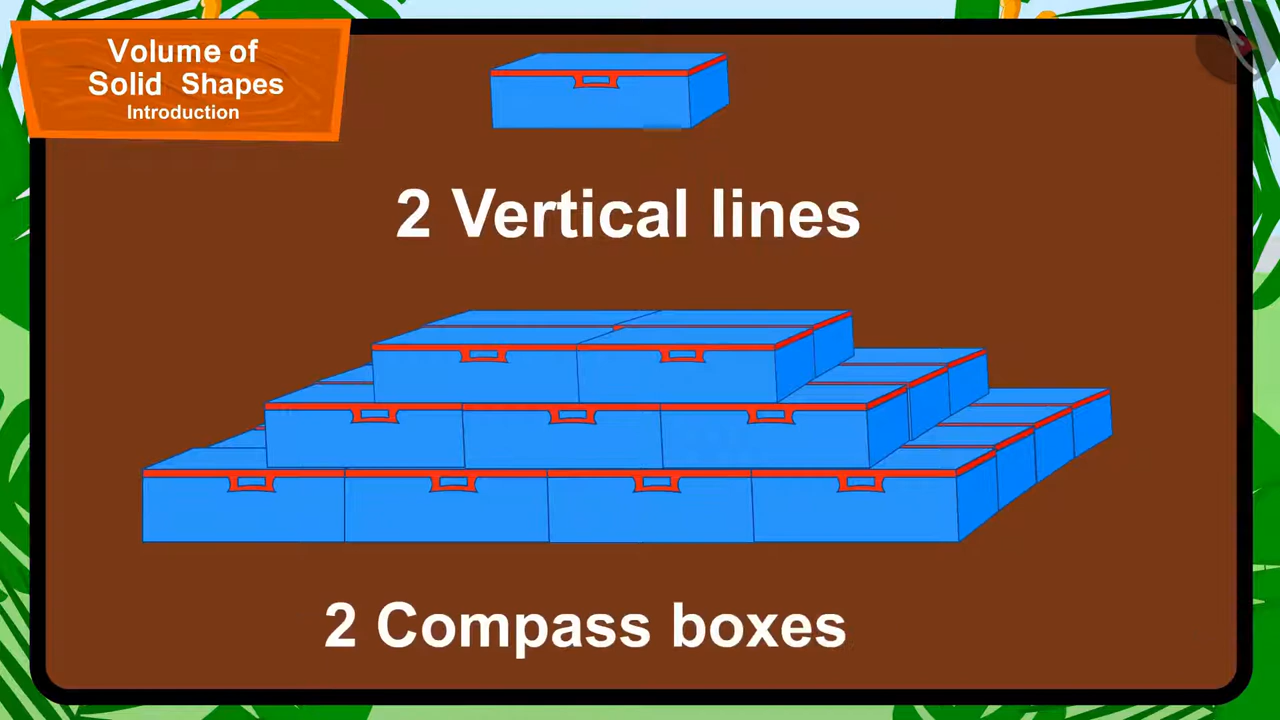 Volume of
Solid Shapes
Introduction
2 Vertical lines
2 Compass boxes